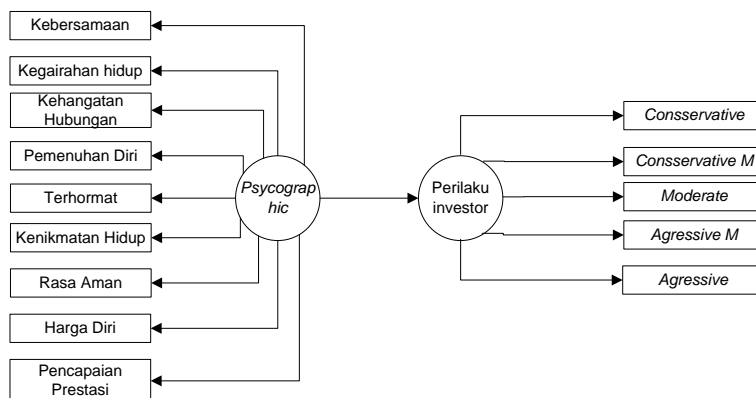 Kebersamaan
Kegairahan hidup
Kehangatan
Hubungan
Pemenuhan Diri
Terhormat
Kenikmatan Hidup
Rasa Aman
Harga Diri
Pencapaian
Prestasi
Psycograp
hic
Perilaku
investor
Consservative
Consservative M
Moderate
Agressive M
Agressive